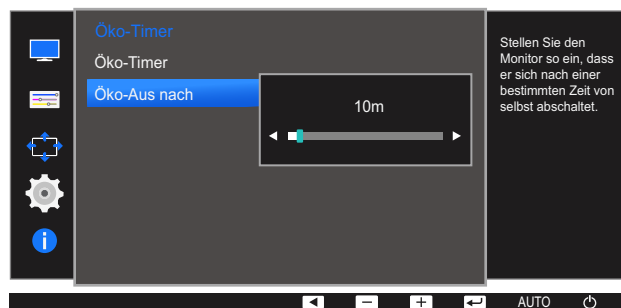 Öko-Timer
Öko-Timer
Öko-Aus nach
10m
Stellen Sie den
Monitor so ein, dass
er sich nach einer
bestimmten Zeit von
selbst abschaltet.
AUTO